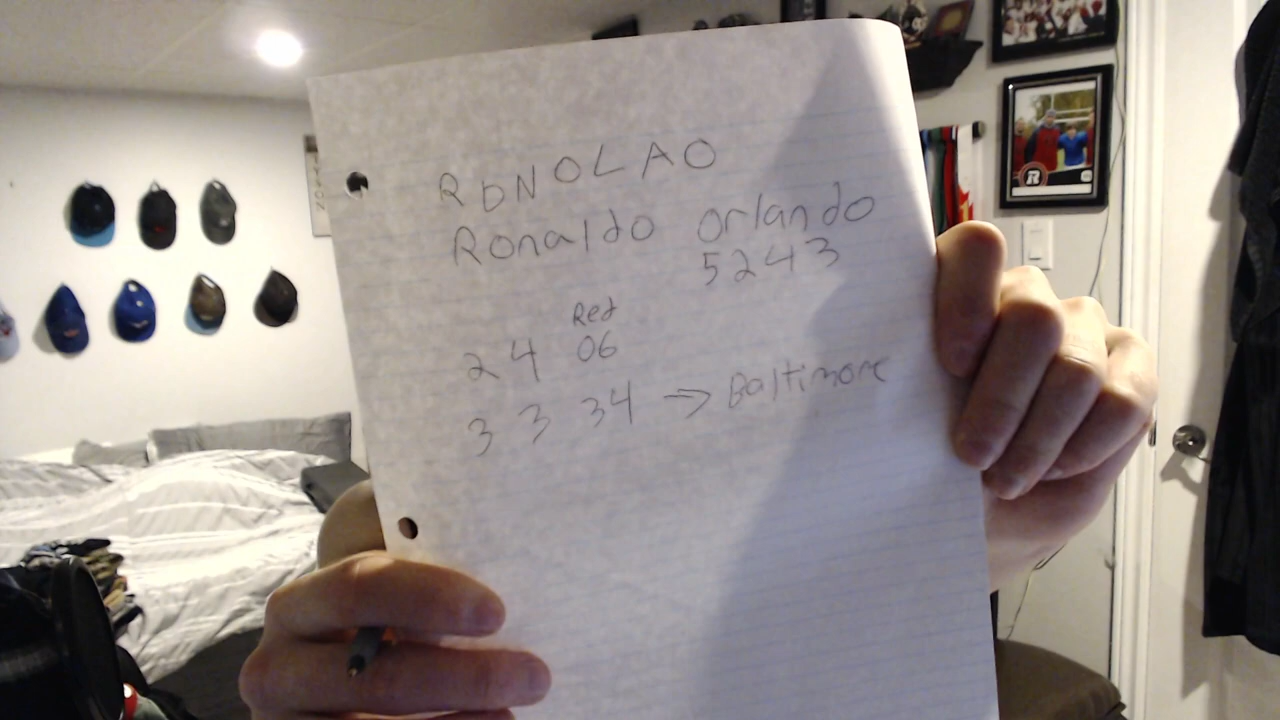 RDNOLAO
Ronaldo Orlando
5243
Red
24 06
3 3 34 → Baltimore
R